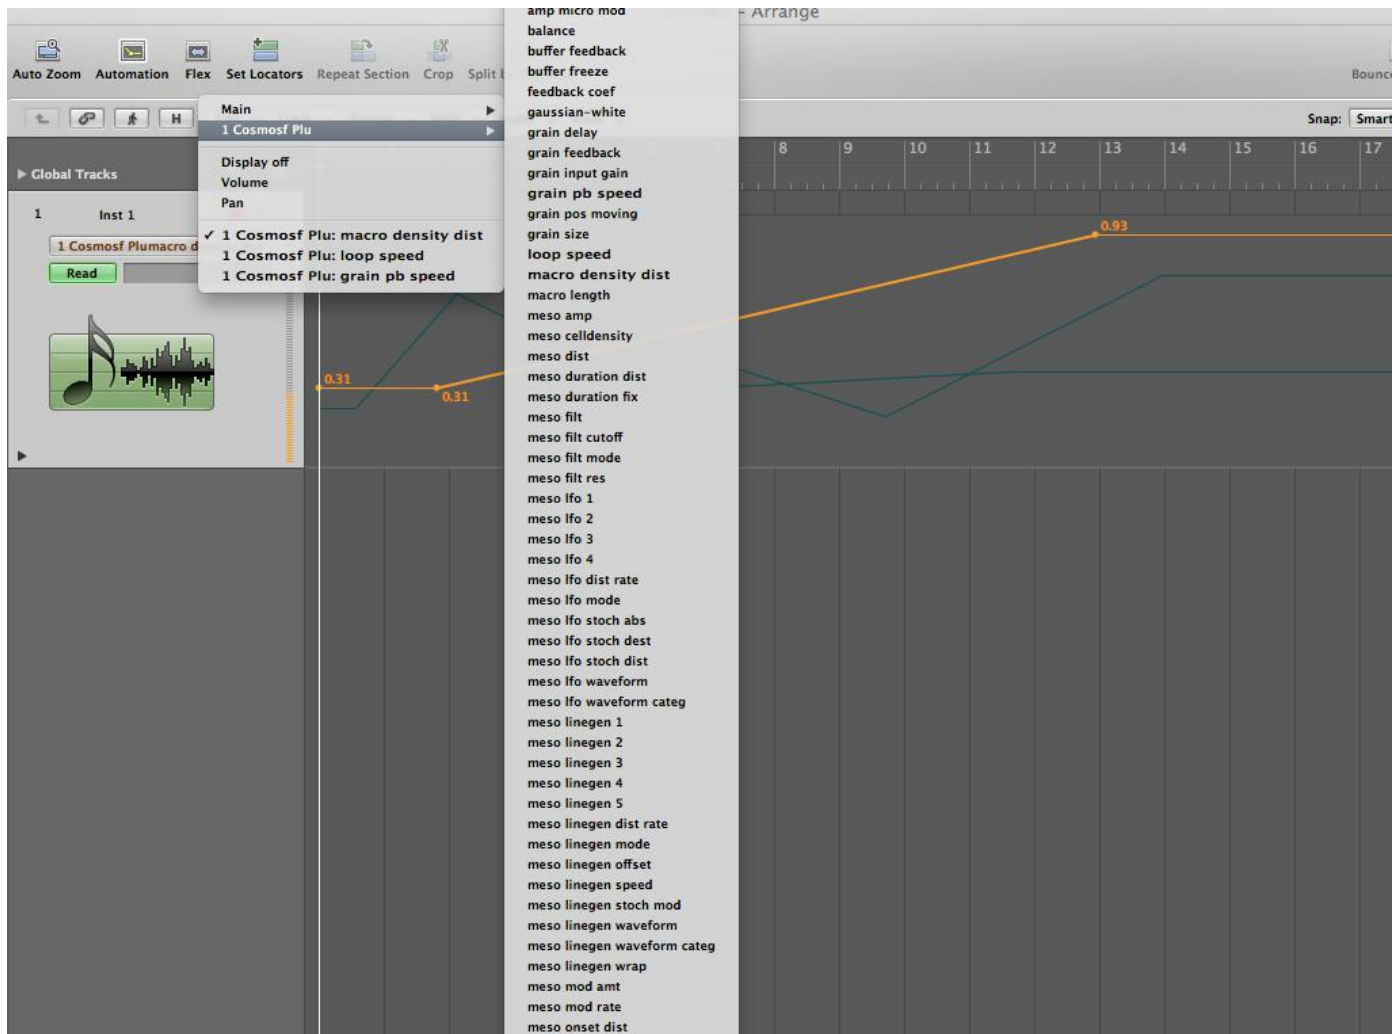 - Arrange
Auto Zoom Automation Flex Set Locators Repeat Section Crop Split
Bounce
H
Snap: Smart
Main
1 Cosmosf Plu
Display off
Volume
Pan
✓ 1 Cosmosf Plu: macro density dist
1 Cosmosf Plu: loop speed
1 Cosmosf Plu: grain pb speed
Global Tracks
1 Inst 1
1 Cosmosf Plumacro d
Read
8 9 10 11 12 13 14 15 16 17
0.31
0.31
0.93
amp micro mod
balance
buffer feedback
buffer freeze
feedback coef
gaussian-white
grain delay
grain feedback
grain input gain
grain pb speed
grain pos moving
grain size
loop speed
macro density dist
macro length
meso amp
meso celldensity
meso dist
meso duration dist
meso duration fix
meso filt
meso filt cutoff
meso filt mode
meso filt res
meso lfo 1
meso lfo 2
meso lfo 3
meso lfo 4
meso lfo dist rate
meso lfo mode
meso lfo stoch abs
meso lfo stoch dest
meso lfo stoch dist
meso lfo waveform
meso lfo waveform categ
meso linegen 1
meso linegen 2
meso linegen 3
meso linegen 4
meso linegen 5
meso linegen dist rate
meso linegen mode
meso linegen offset
meso linegen speed
meso linegen stoch mod
meso linegen waveform
meso linegen waveform categ
meso linegen wrap
meso mod amt
meso mod rate
meso onset dist